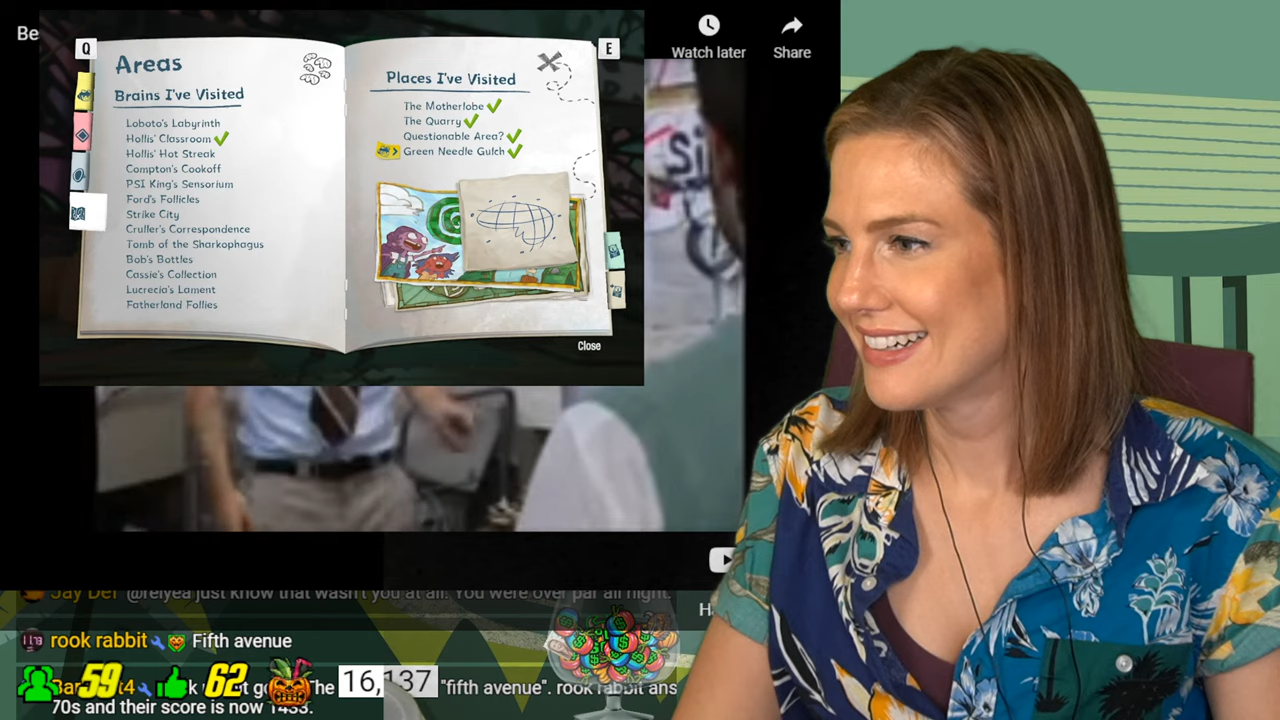 Be
Watch later
Share
Q
E
Areas
Brains I've Visited
Loboto's Labyrinth
Hollis' Classroom
Hollis' Hot Streak
Compton's Cookoff
PSI King's Sensorium
Ford's Follicles
Strike City
Cruller's Correspondence
Tomb of the Sharkophagus
Bob's Bottles
Cassie's Collection
Lucrecia's Lament
Fatherland Follies
Places I've Visited
The Motherlobe
The Quarry
Questionable Area?
Green Needle Gulch
Close
Si
@relyea just know that wasn't you at all! You were over par all night.
H
rook rabbit Fifth avenue
59
62
16,137
The "fifth avenue". rook rabbit ans
70s and their score is now 1433.